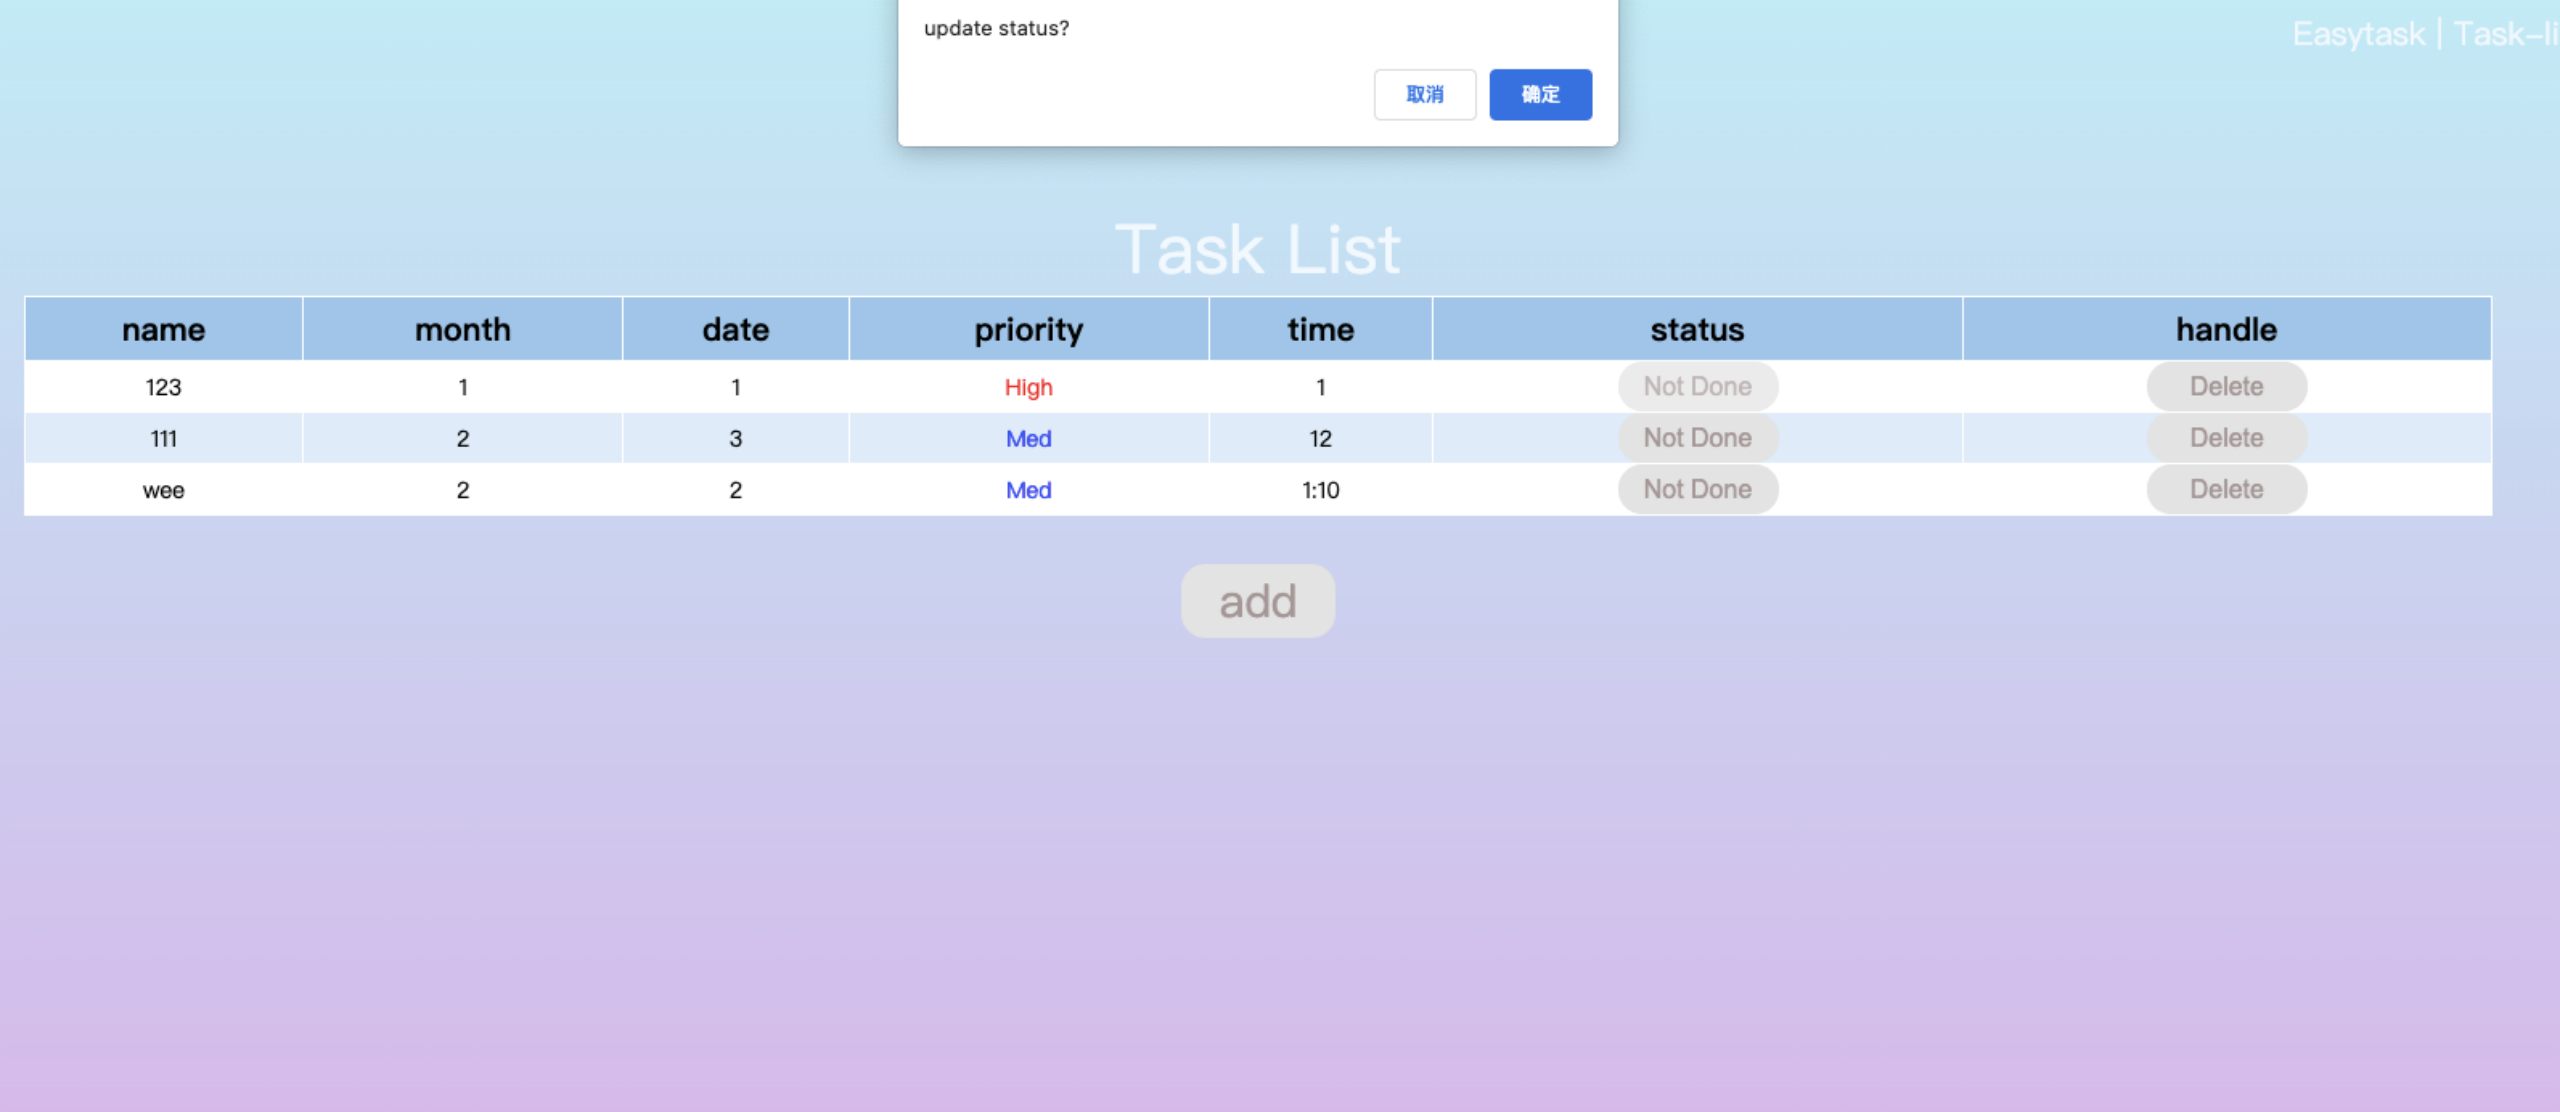 update status?
取消 确定
Easytask | Task-li
Task List
name month date priority time status handle
123 1 1 High 1 Not Done Delete
111 2 3 Med 12 Not Done Delete
wee 2 2 Med 1:10 Not Done Delete
add